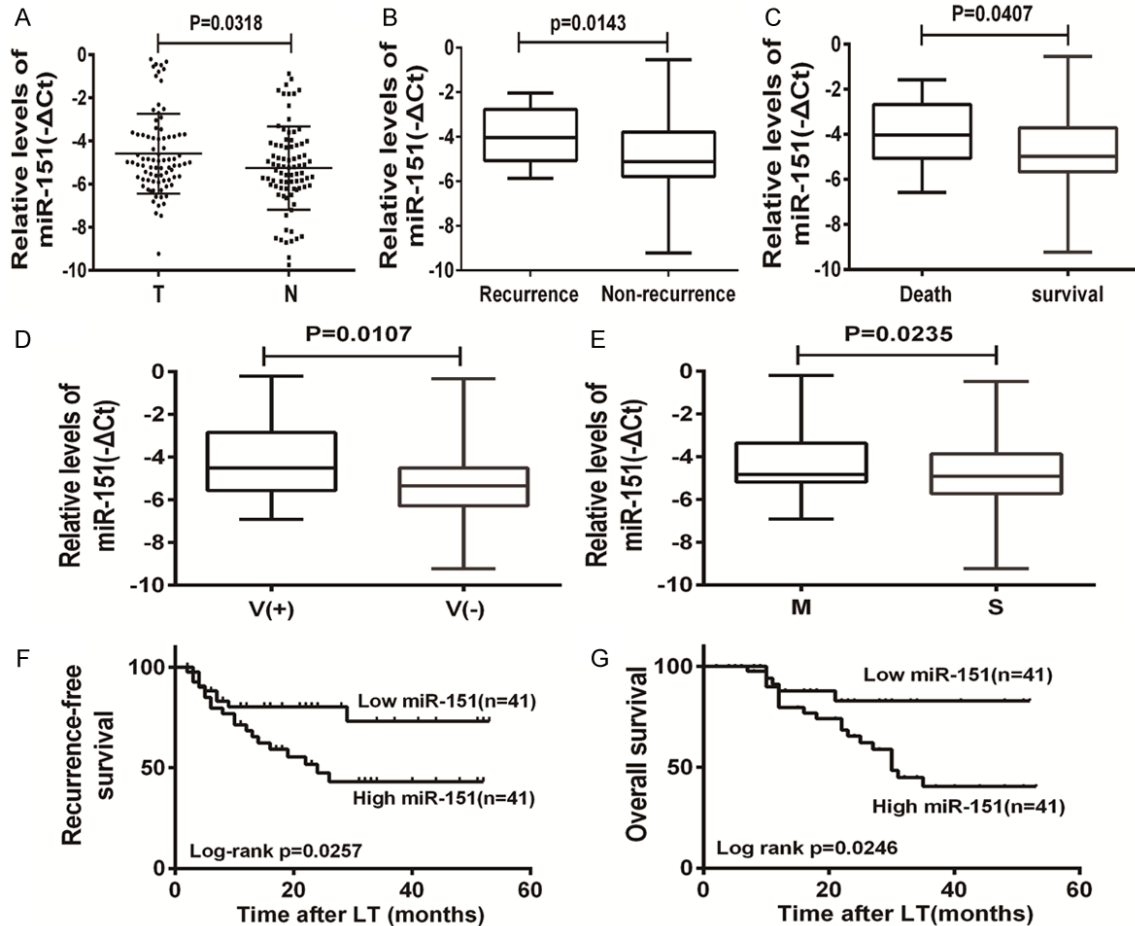 A
P=0.0318
Relative levels of
miR-151(-ΔCt)
0
-2
-4
-6
-8
-10
T
N
B
p=0.0143
Relative levels of
miR-151(-ΔCt)
0
-2
-4
-6
-8
-10
Recurrence
Non-recurrence
C
P=0.0407
Relative levels of
miR-151(-ΔCt)
0
-2
-4
-6
-8
-10
Death
survival
D
P=0.0107
Relative levels of
miR-151(-ΔCt)
0
-2
-4
-6
-8
-10
V(+)
V(-)
E
P=0.0235
Relative levels of
miR-151(-ΔCt)
0
-2
-4
-6
-8
-10
M
S
F
Recurrence-free
survival
100
50
0
Low miR-151(n=41)
High miR-151(n=41)
Log-rank p=0.0257
0
20
40
60
Time after LT (months)
G
Overall survival
100
50
0
Low miR-151(n=41)
High miR-151(n=41)
Log rank p=0.0246
0
20
40
60
Time after LT(months)